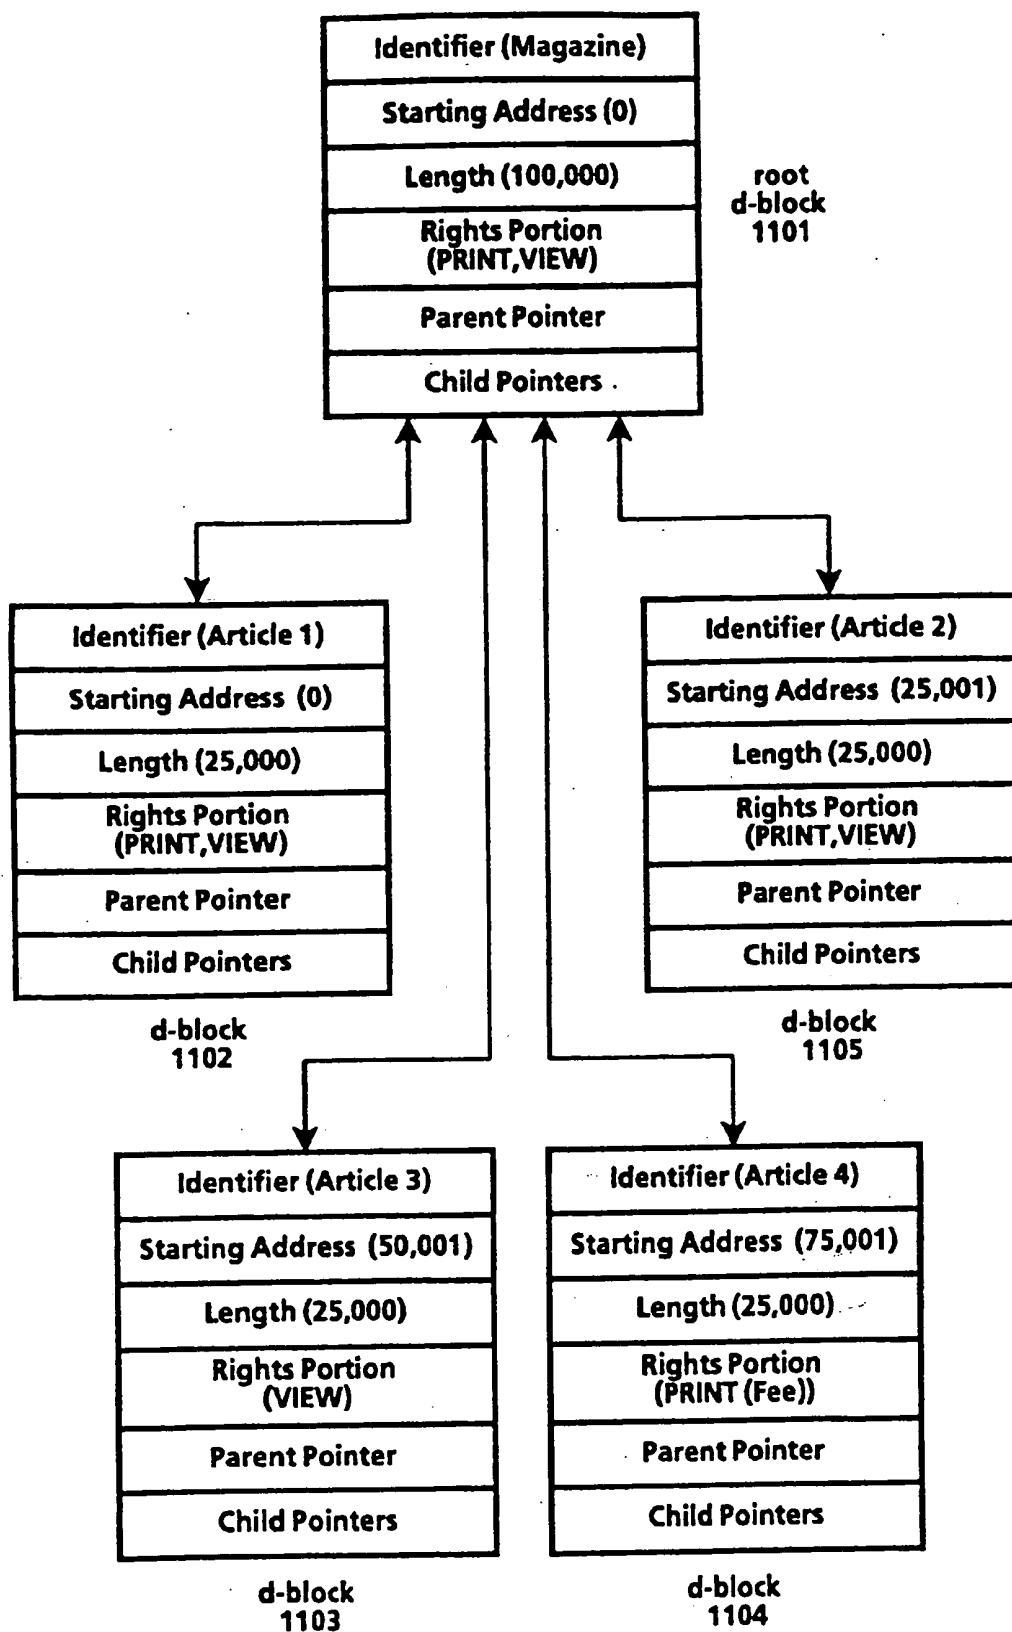 Identifier (Magazine)
Starting Address (0)
Length (100,000)
Rights Portion
(PRINT,VIEW)
Parent Pointer
Child Pointers
root
d-block
1101
Identifier (Article 1)
Starting Address (0)
Length (25,000)
Rights Portion
(PRINT,VIEW)
Parent Pointer
Child Pointers
d-block
1102
Identifier (Article 2)
Starting Address (25,001)
Length (25,000)
Rights Portion
(PRINT,VIEW)
Parent Pointer
Child Pointers
d-block
1105
Identifier (Article 3)
Starting Address (50,001)
Length (25,000)
Rights Portion
(VIEW)
Parent Pointer
Child Pointers
d-block
1103
Identifier (Article 4)
Starting Address (75,001)
Length (25,000)
Rights Portion
(PRINT (Fee))
Parent Pointer
Child Pointers
d-block
1104